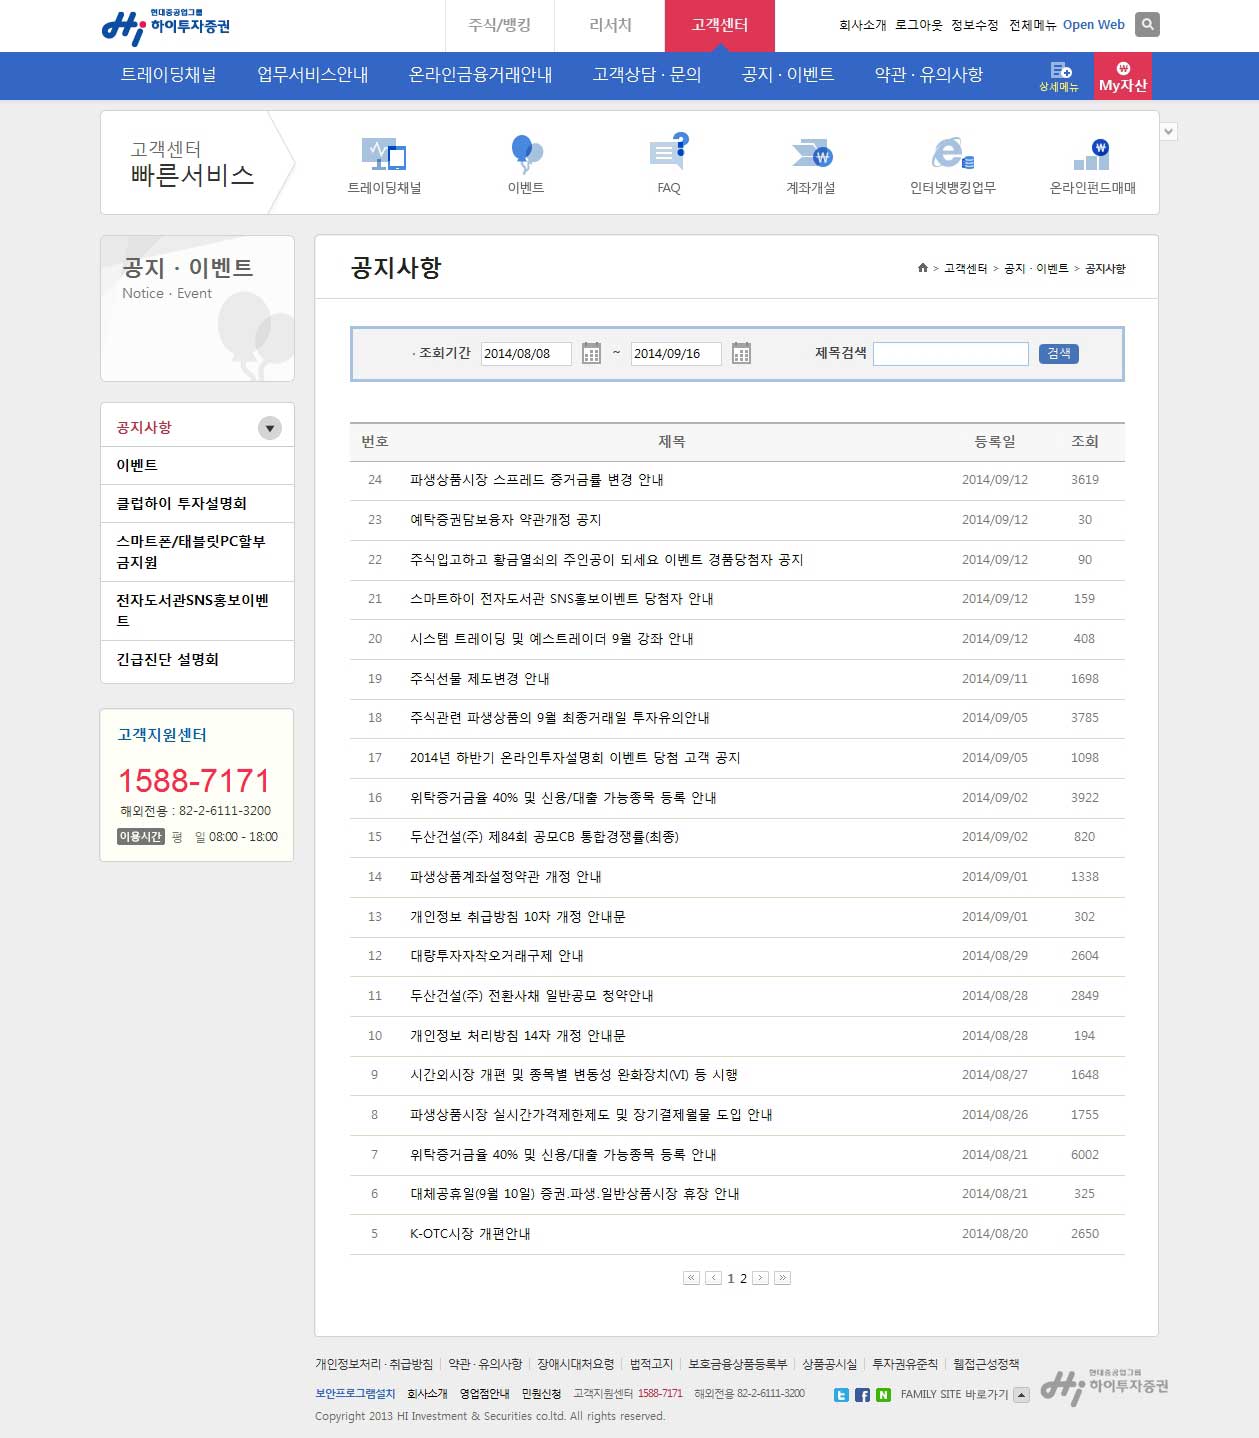 현대중공업그룹
하이투자증권
주식/뱅킹 리서치 고객센터
회사소개 로그아웃 정보수정 전체메뉴 Open Web
트레이딩채널 업무서비스안내 온라인금융거래안내 고객상담 · 문의 공지 · 이벤트 약관 · 유의사항 상세메뉴 My자산
고객센터
빠른서비스
트레이딩채널 이벤트 FAQ 계좌개설 인터넷뱅킹업무 온라인펀드매매
공지 · 이벤트
Notice · Event
공지사항
이벤트
클럽하이 투자설명회
스마트폰/태블릿PC할부
금지원
전자도서관SNS홍보이벤
트
긴급진단 설명회
고객지원센터
1588-7171
해외전용 : 82-2-6111-3200
이용시간 평 일 08:00 - 18:00
공지사항
> 고객센터 > 공지 · 이벤트 > 공지사항
· 조회기간 2014/08/08 ~ 2014/09/16 제목검색 검색
번호 제목 등록일 조회
24 파생상품시장 스프레드 증거금률 변경 안내 2014/09/12 3619
23 예탁증권담보융자 약관개정 공지 2014/09/12 30
22 주식입고하고 황금열쇠의 주인공이 되세요 이벤트 경품당첨자 공지 2014/09/12 90
21 스마트하이 전자도서관 SNS홍보이벤트 당첨자 안내 2014/09/12 159
20 시스템 트레이딩 및 예스트레이더 9월 강좌 안내 2014/09/12 408
19 주식선물 제도변경 안내 2014/09/11 1698
18 주식관련 파생상품의 9월 최종거래일 투자유의안내 2014/09/05 3785
17 2014년 하반기 온라인투자설명회 이벤트 당첨 고객 공지 2014/09/05 1098
16 위탁증거금율 40% 및 신용/대출 가능종목 등록 안내 2014/09/02 3922
15 두산건설(주) 제84회 공모CB 통합경쟁률(최종) 2014/09/02 820
14 파생상품계좌설정약관 개정 안내 2014/09/01 1338
13 개인정보 취급방침 10차 개정 안내문 2014/09/01 302
12 대량투자자착오거래구제 안내 2014/08/29 2604
11 두산건설(주) 전환사채 일반공모 청약안내 2014/08/28 2849
10 개인정보 처리방침 14차 개정 안내문 2014/08/28 194
9 시간외시장 개편 및 종목별 변동성 완화장치(VI) 등 시행 2014/08/27 1648
8 파생상품시장 실시간가격제한제도 및 장기결제월물 도입 안내 2014/08/26 1755
7 위탁증거금율 40% 및 신용/대출 가능종목 등록 안내 2014/08/21 6002
6 대체공휴일(9월 10일) 증권.파생.일반상품시장 휴장 안내 2014/08/21 325
5 K-OTC시장 개편안내 2014/08/20 2650
« ‹ 1 2 › »
개인정보처리 · 취급방침 약관 · 유의사항 장애시대처요령 법적고지 보호금융상품등록부 상품공시실 투자권유준칙 웹접근성정책
보안프로그램설치 회사소개 영업점안내 민원신청 고객지원센터 1588-7171 해외전용 82-2-6111-3200 FAMILY SITE 바로가기
Copyright 2013 HI Investment & Securities co.ltd. All rights reserved.
현대중공업그룹
하이투자증권